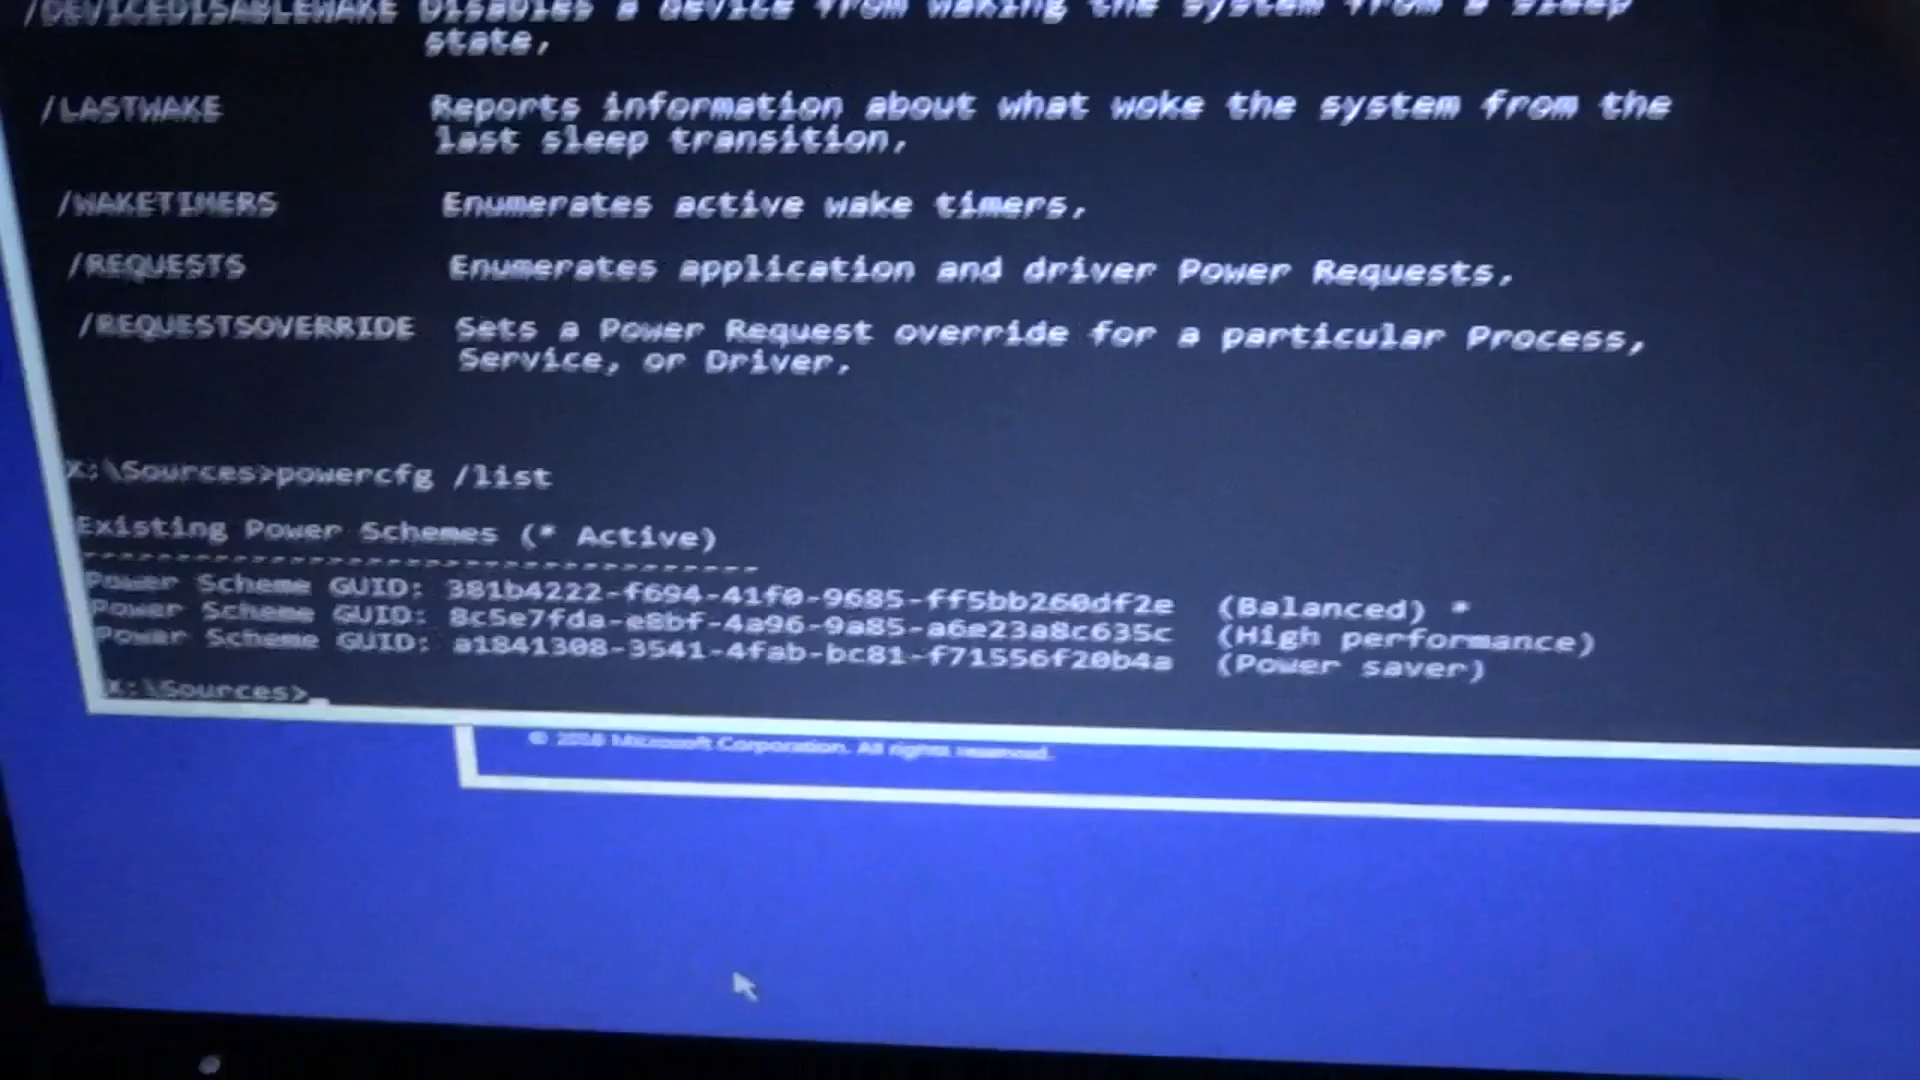 /DEVICEDISABLEWAKE Disables a device from waking the system from a sleep
state.
/LASTWAKE Reports information about what woke the system from the
last sleep transition.
/WAKETIMERS Enumerates active wake timers.
/REQUESTS Enumerates application and driver Power Requests.
/REQUESTSOVERRIDE Sets a Power Request override for a particular Process,
Service, or Driver.
X:\Sources>powercfg /list
Existing Power Schemes (* Active)
-----------------------------------
Power Scheme GUID: 381b4222-f694-41f0-9685-ff5bb260df2e (Balanced) *
Power Scheme GUID: 8c5e7fda-e8bf-4a96-9a85-a6e23a8c635c (High performance)
Power Scheme GUID: a1841308-3541-4fab-bc81-f71556f20b4a (Power saver)
X:\Sources>_
© Microsoft Corporation. All rights reserved.